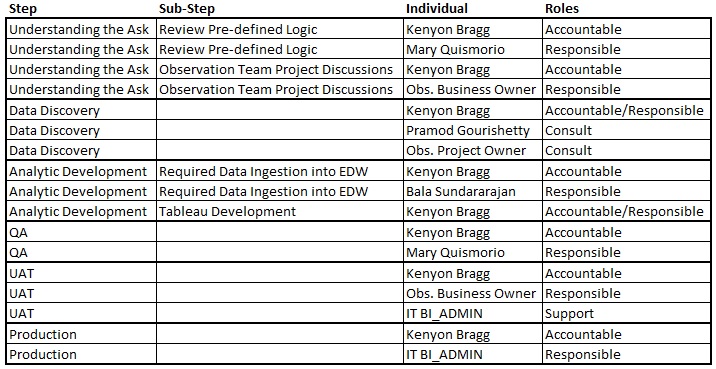 Step Sub-Step Individual Roles
Understanding the Ask Review Pre-defined Logic Kenyon Bragg Accountable
Understanding the Ask Review Pre-defined Logic Mary Quismorio Responsible
Understanding the Ask Observation Team Project Discussions Kenyon Bragg Accountable
Understanding the Ask Observation Team Project Discussions Obs. Business Owner Responsible
Data Discovery Kenyon Bragg Accountable/Responsible
Data Discovery Pramod Gourishetty Consult
Data Discovery Obs. Project Owner Consult
Analytic Development Required Data Ingestion into EDW Kenyon Bragg Accountable
Analytic Development Required Data Ingestion into EDW Bala Sundararajan Responsible
Analytic Development Tableau Development Kenyon Bragg Accountable/Responsible
QA Kenyon Bragg Accountable
QA Mary Quismorio Responsible
UAT Kenyon Bragg Accountable
UAT Obs. Business Owner Responsible
UAT IT BI_ADMIN Support
Production Kenyon Bragg Accountable
Production IT BI_ADMIN Responsible